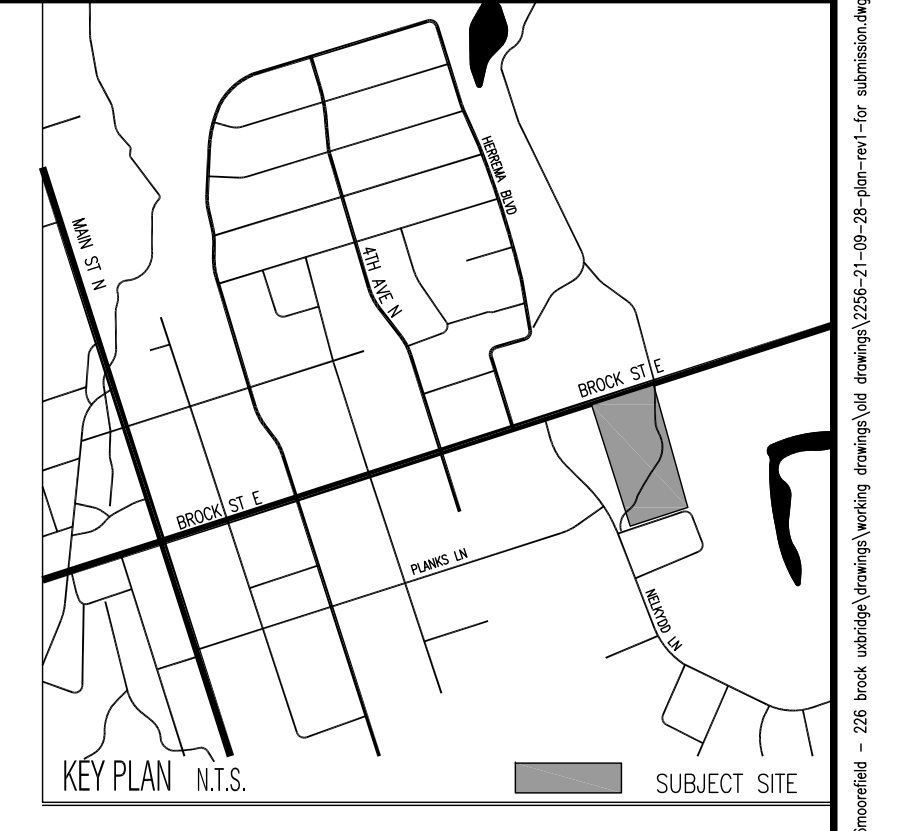 HERREMA BLVD
MAIN ST N
4TH AVE N
BROCK ST E
BROCK ST E
PLANKS LN
NELKYDD LN
KEY PLAN N.T.S.
SUBJECT SITE
moorefield - 226 brock uxbridge\drawings\working drawings\old drawings\2256-21-09-28-plan-rev1-for submission.dwg